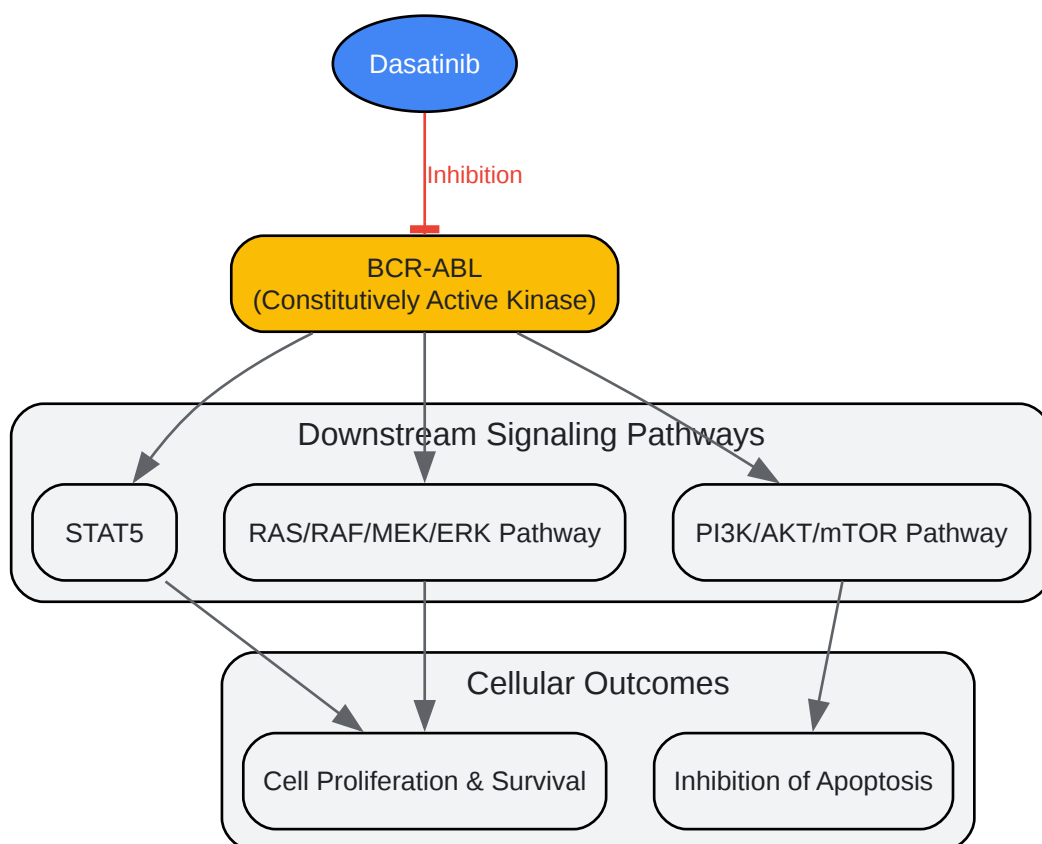 Dasatinib
Inhibition
BCR-ABL
(Constitutively Active Kinase)
Downstream Signaling Pathways
STAT5
RAS/RAF/MEK/ERK Pathway
PI3K/AKT/mTOR Pathway
Cellular Outcomes
Cell Proliferation & Survival
Inhibition of Apoptosis